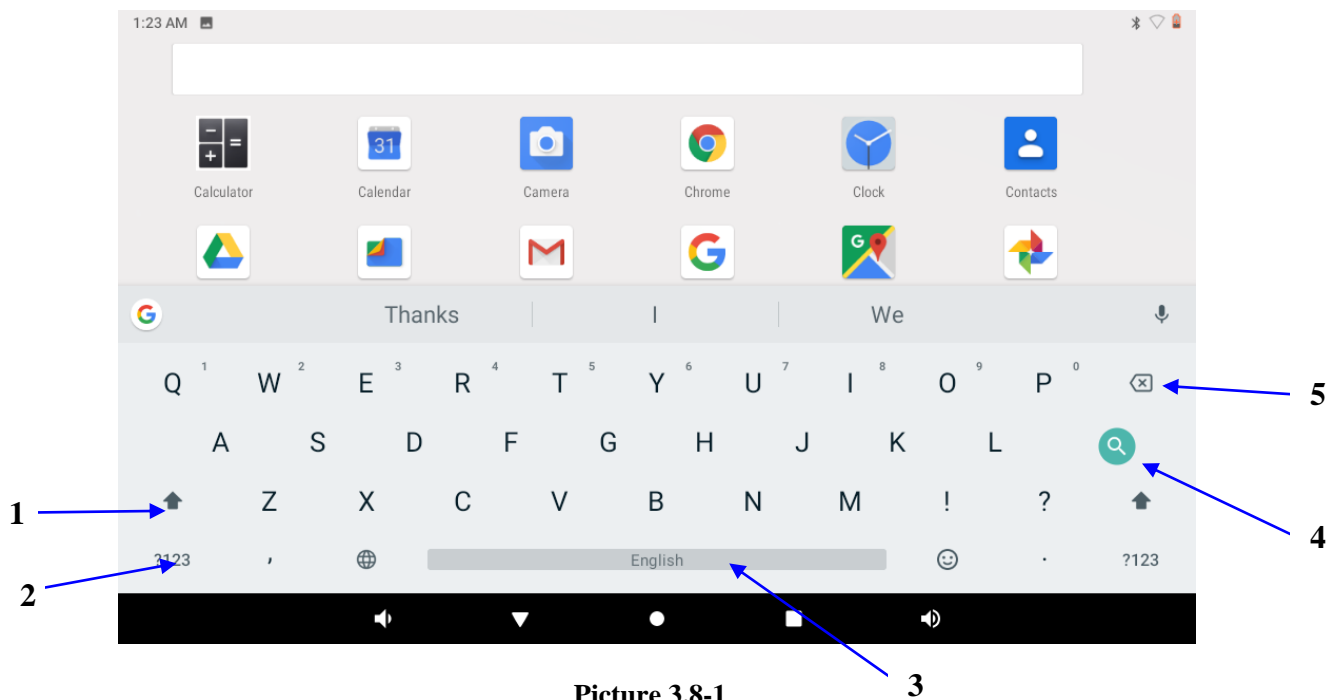 1:23 AM
31
Calculator Calendar Camera Chrome Clock Contacts
G
G Thanks I We
Q 1 W 2 E 3 R 4 T 5 Y 6 U 7 I 8 O 9 P 0
5
A S D F G H J K L
1 Z X C V B N M ! ?
4
?123 , English . ?123
2
3
Picture 3.8-1